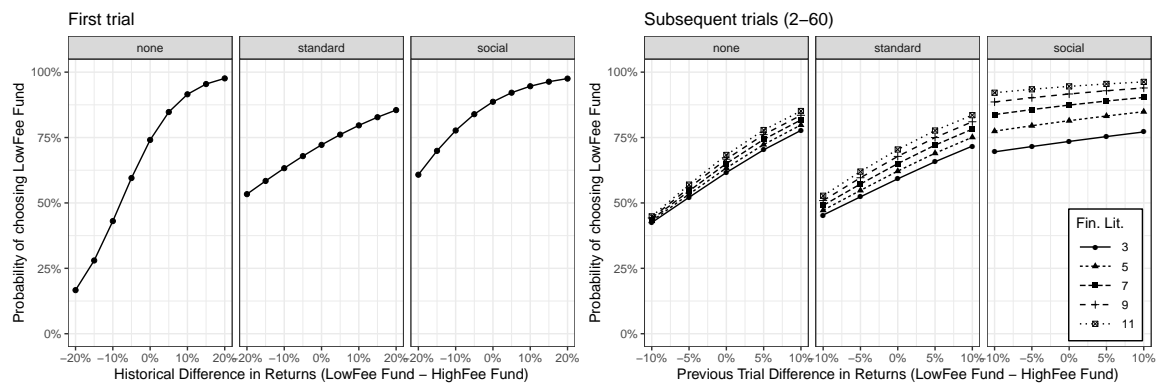 First trial
none standard social
Probability of choosing LowFee Fund
100%
75%
50%
25%
0%
−20% −10% 0% 10% 20% −20% −10% 0% 10% 20% −20% −10% 0% 10% 20%
Historical Difference in Returns (LowFee Fund − HighFee Fund)
Subsequent trials (2−60)
none standard social
Probability of choosing LowFee Fund
100%
75%
50%
25%
0%
Fin. Lit.
3
5
7
9
11
−10% −5% 0% 5% 10% −10% −5% 0% 5% 10% −10% −5% 0% 5% 10%
Previous Trial Difference in Returns (LowFee Fund − HighFee Fund)